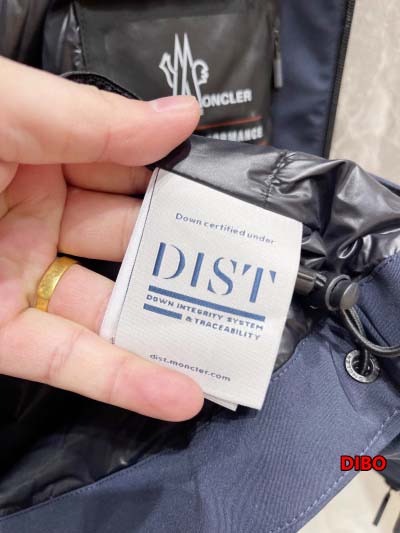 MONCLER
Down certified under
DIST
DOWN INTEGRITY SYSTEM
& TRACEABILITY
dist.moncler.com
DIBO